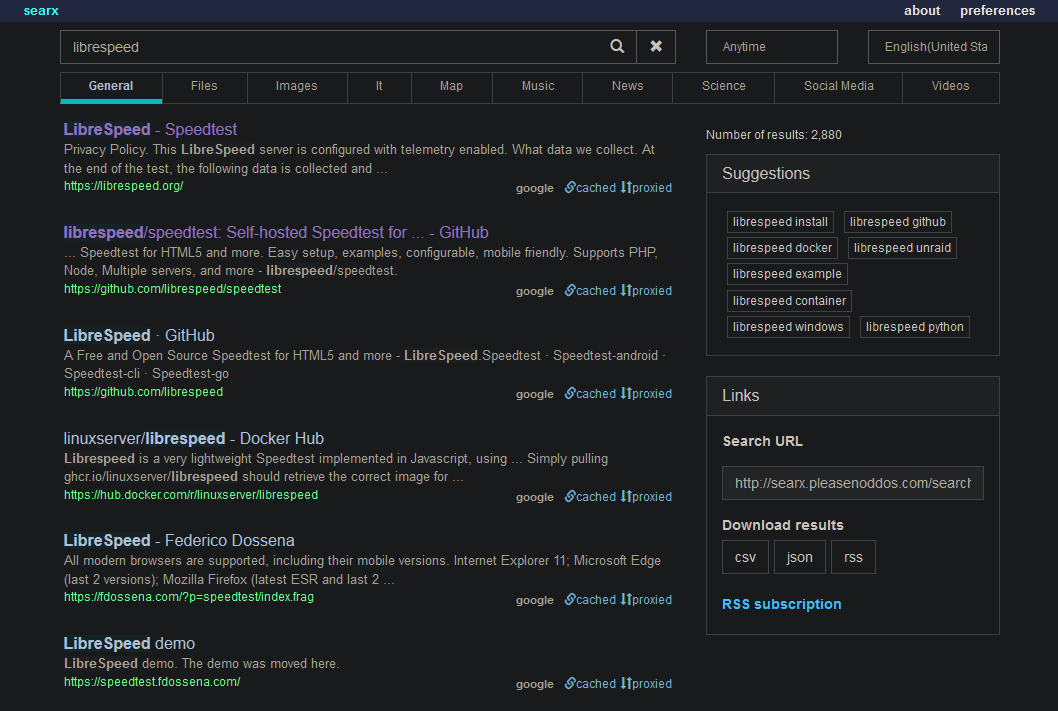 searx
about preferences
librespeed
Anytime
English(United Sta
General Files Images It Map Music News Science Social Media Videos
LibreSpeed - Speedtest
Privacy Policy. This LibreSpeed server is configured with telemetry enabled. What data we collect. At
the end of the test, the following data is collected and ...
https://librespeed.org/
google cached proxied
librespeed/speedtest: Self-hosted Speedtest for ... - GitHub
... Speedtest for HTML5 and more. Easy setup, examples, configurable, mobile friendly. Supports PHP,
Node, Multiple servers, and more - librespeed/speedtest.
https://github.com/librespeed/speedtest
google cached proxied
LibreSpeed · GitHub
A Free and Open Source Speedtest for HTML5 and more - LibreSpeed.Speedtest · Speedtest-android ·
Speedtest-cli · Speedtest-go
https://github.com/librespeed
google cached proxied
linuxserver/librespeed - Docker Hub
Librespeed is a very lightweight Speedtest implemented in Javascript, using ... Simply pulling
ghcr.io/linuxserver/librespeed should retrieve the correct image for ...
https://hub.docker.com/r/linuxserver/librespeed
google cached proxied
LibreSpeed - Federico Dossena
All modern browsers are supported, including their mobile versions. Internet Explorer 11; Microsoft Edge
(last 2 versions); Mozilla Firefox (latest ESR and last 2 ...
https://fdossena.com/?p=speedtest/index.frag
google cached proxied
LibreSpeed demo
LibreSpeed demo. The demo was moved here.
https://speedtest.fdossena.com/
google cached proxied
Number of results: 2,880
Suggestions
librespeed install librespeed github
librespeed docker librespeed unraid
librespeed example
librespeed container
librespeed windows librespeed python
Links
Search URL
http://searx.pleasenoddos.com/search
Download results
csv json rss
RSS subscription